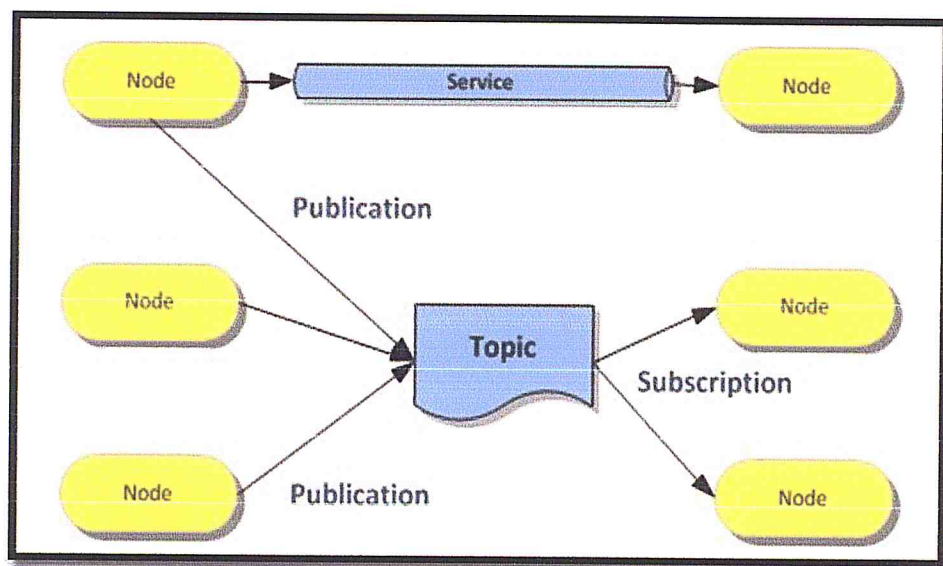 Node
Service
Node
Publication
Node
Topic
Node
Subscription
Node
Publication
Node